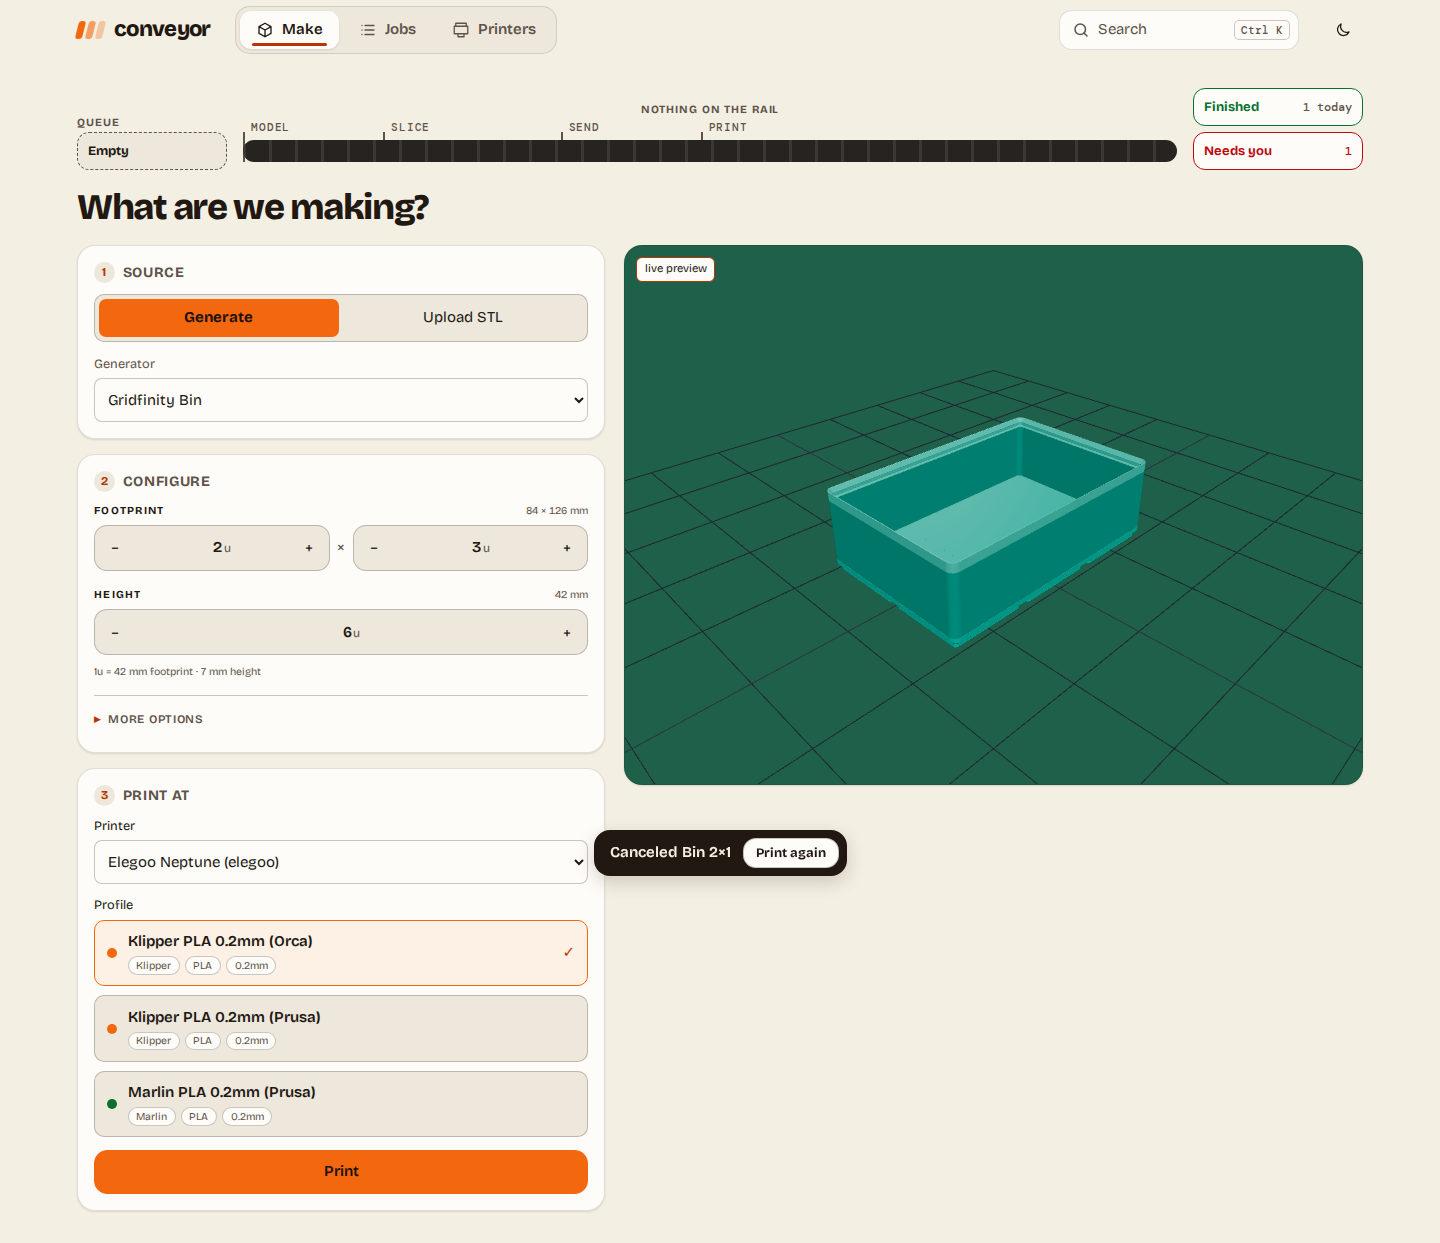 conveyor
Make
Jobs
Printers
Search
Ctrl K
QUEUE
Empty
NOTHING ON THE RAIL
MODEL
SLICE
SEND
PRINT
Finished
1 today
Needs you
1
What are we making?
1
SOURCE
Generate
Upload STL
Generator
Gridfinity Bin
2
CONFIGURE
FOOTPRINT
84 × 126 mm
− 2 u +
×
− 3 u +
HEIGHT
42 mm
− 6 u +
1u = 42 mm footprint · 7 mm height
▶ MORE OPTIONS
3
PRINT AT
Printer
Elegoo Neptune (elegoo)
Profile
Klipper PLA 0.2mm (Orca)
Klipper
PLA
0.2mm
✓
Klipper PLA 0.2mm (Prusa)
Klipper
PLA
0.2mm
Marlin PLA 0.2mm (Prusa)
Marlin
PLA
0.2mm
Print
live preview
Canceled Bin 2×1
Print again